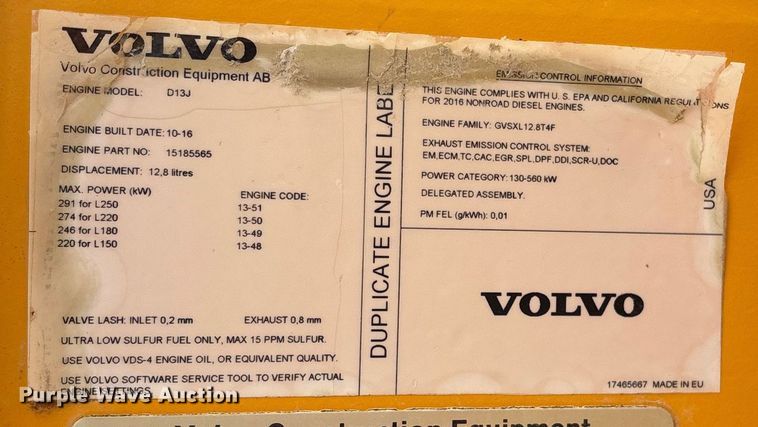 VOLVO
Volvo Construction Equipment AB
ENGINE MODEL: D13J
ENGINE BUILT DATE: 10-16
ENGINE PART NO: 15185565
DISPLACEMENT: 12,8 litres
MAX. POWER (kW) ENGINE CODE:
291 for L250 13-51
274 for L220 13-50
246 for L180 13-49
220 for L150 13-48
VALVE LASH: INLET 0,2 mm EXHAUST 0,8 mm
ULTRA LOW SULFUR FUEL ONLY, MAX 15 PPM SULFUR.
USE VOLVO VDS-4 ENGINE OIL, OR EQUIVALENT QUALITY.
USE VOLVO SOFTWARE SERVICE TOOL TO VERIFY ACTUAL
ENGINE SETTINGS
DUPLICATE ENGINE LABEL
EMISSION CONTROL INFORMATION
THIS ENGINE COMPLIES WITH U. S. EPA AND CALIFORNIA REGULATIONS
FOR 2016 NONROAD DIESEL ENGINES.
ENGINE FAMILY: GVSXL12.8T4F
EXHAUST EMISSION CONTROL SYSTEM:
EM,ECM,TC,CAC,EGR,SPL,DPF,DDI,SCR-U,DOC
POWER CATEGORY: 130-560 kW
DELEGATED ASSEMBLY.
PM FEL (g/kWh): 0,01
USA
VOLVO
17465667 MADE IN EU
Purple Wave Auction
Volvo Construction Equipment